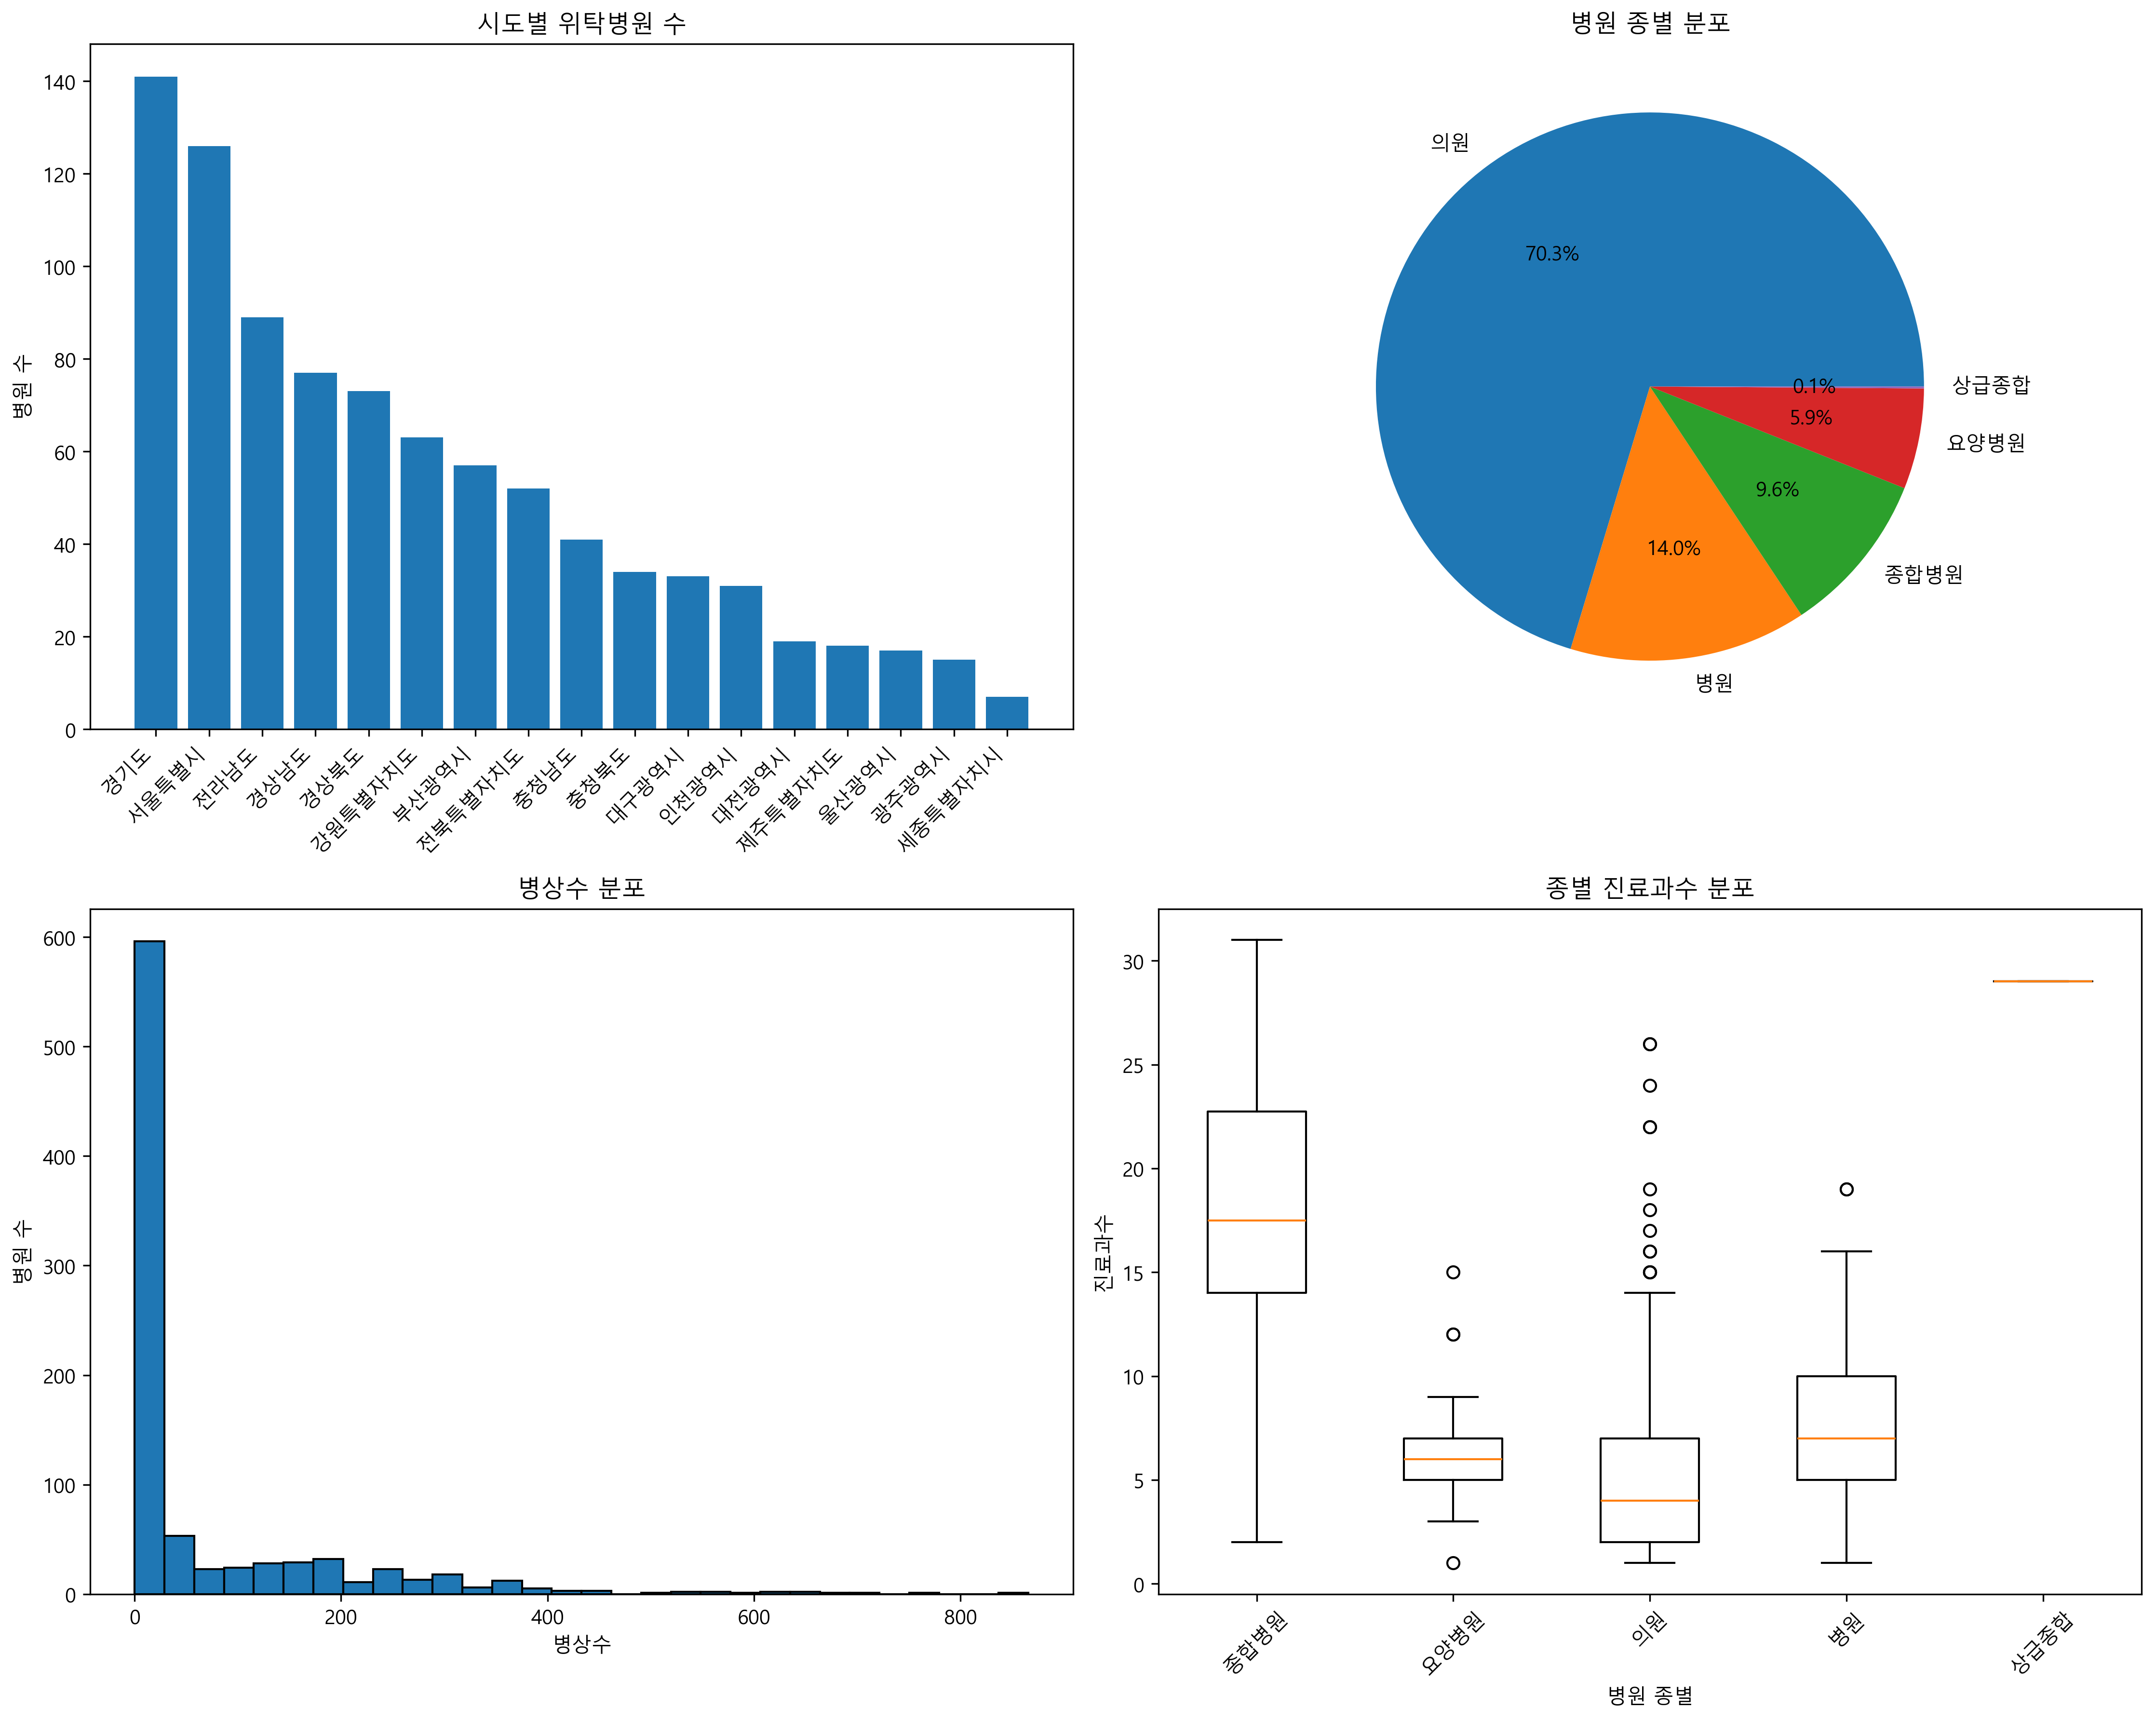 시도별 위탁병원 수
병원 수
140
120
100
80
60
40
20
0
경기도
서울특별시
전라남도
경상남도
경상북도
강원특별자치도
부산광역시
전북특별자치도
충청남도
충청북도
대구광역시
인천광역시
대전광역시
제주특별자치도
울산광역시
광주광역시
세종특별자치시
병원 종별 분포
의원
70.3%
병원
14.0%
종합병원
9.6%
요양병원
5.9%
상급종합
0.1%
병상수 분포
병원 수
600
500
400
300
200
100
0
0
200
400
600
800
병상수
종별 진료과수 분포
진료과수
30
25
20
15
10
5
0
종합병원
요양병원
의원
병원
상급종합
병원 종별